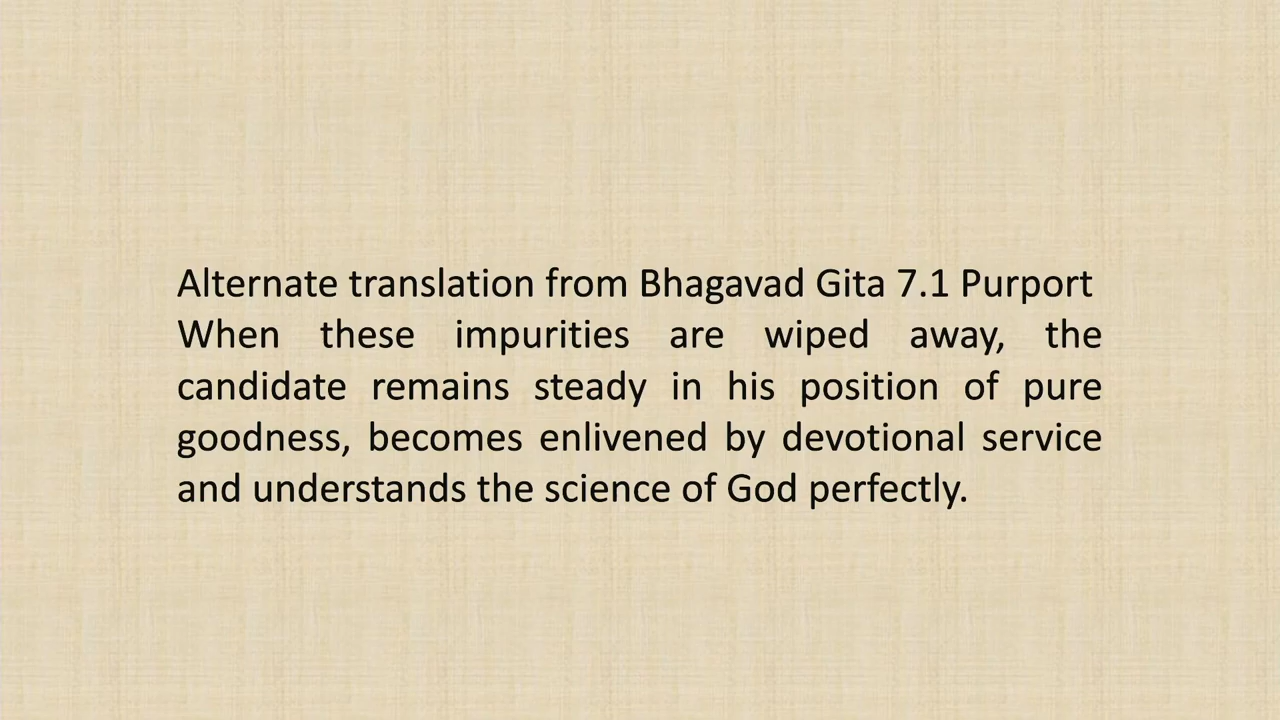 Alternate translation from Bhagavad Gita 7.1 Purport
When these impurities are wiped away, the
candidate remains steady in his position of pure
goodness, becomes enlivened by devotional service
and understands the science of God perfectly.